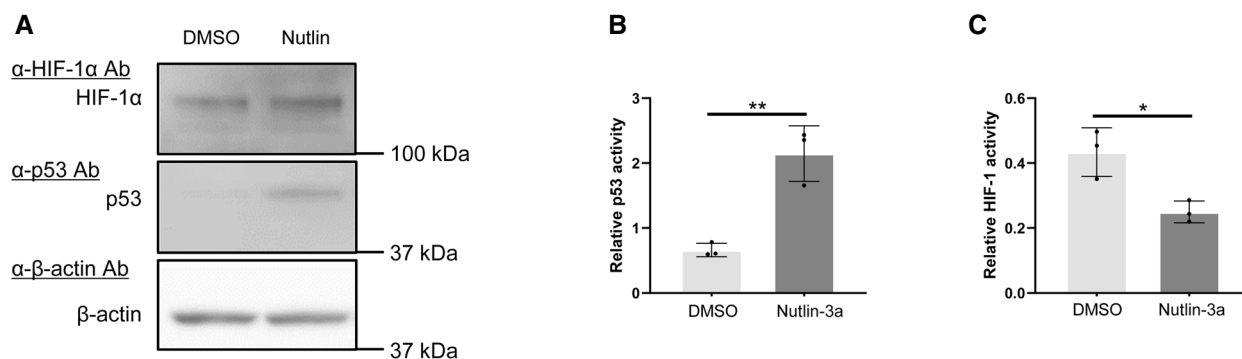 A
DMSO Nutlin
α-HIF-1α Ab
HIF-1α
100 kDa
α-p53 Ab
p53
37 kDa
α-β-actin Ab
β-actin
37 kDa
B
Relative p53 activity
3
2
1
0
**
DMSO Nutlin-3a
C
Relative HIF-1 activity
0.6
0.4
0.2
0.0
*
DMSO Nutlin-3a